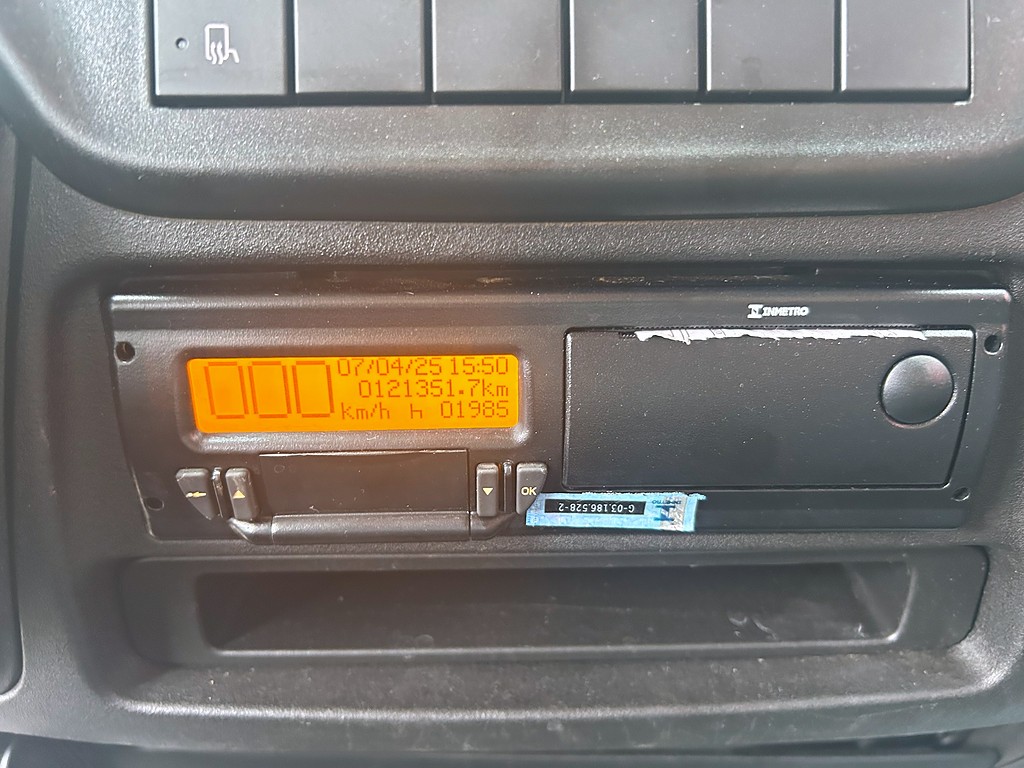 INMETRO
000 07/04/25 15:50
0121351.7km
km/h h 01985
OK
G-03.186.528-2